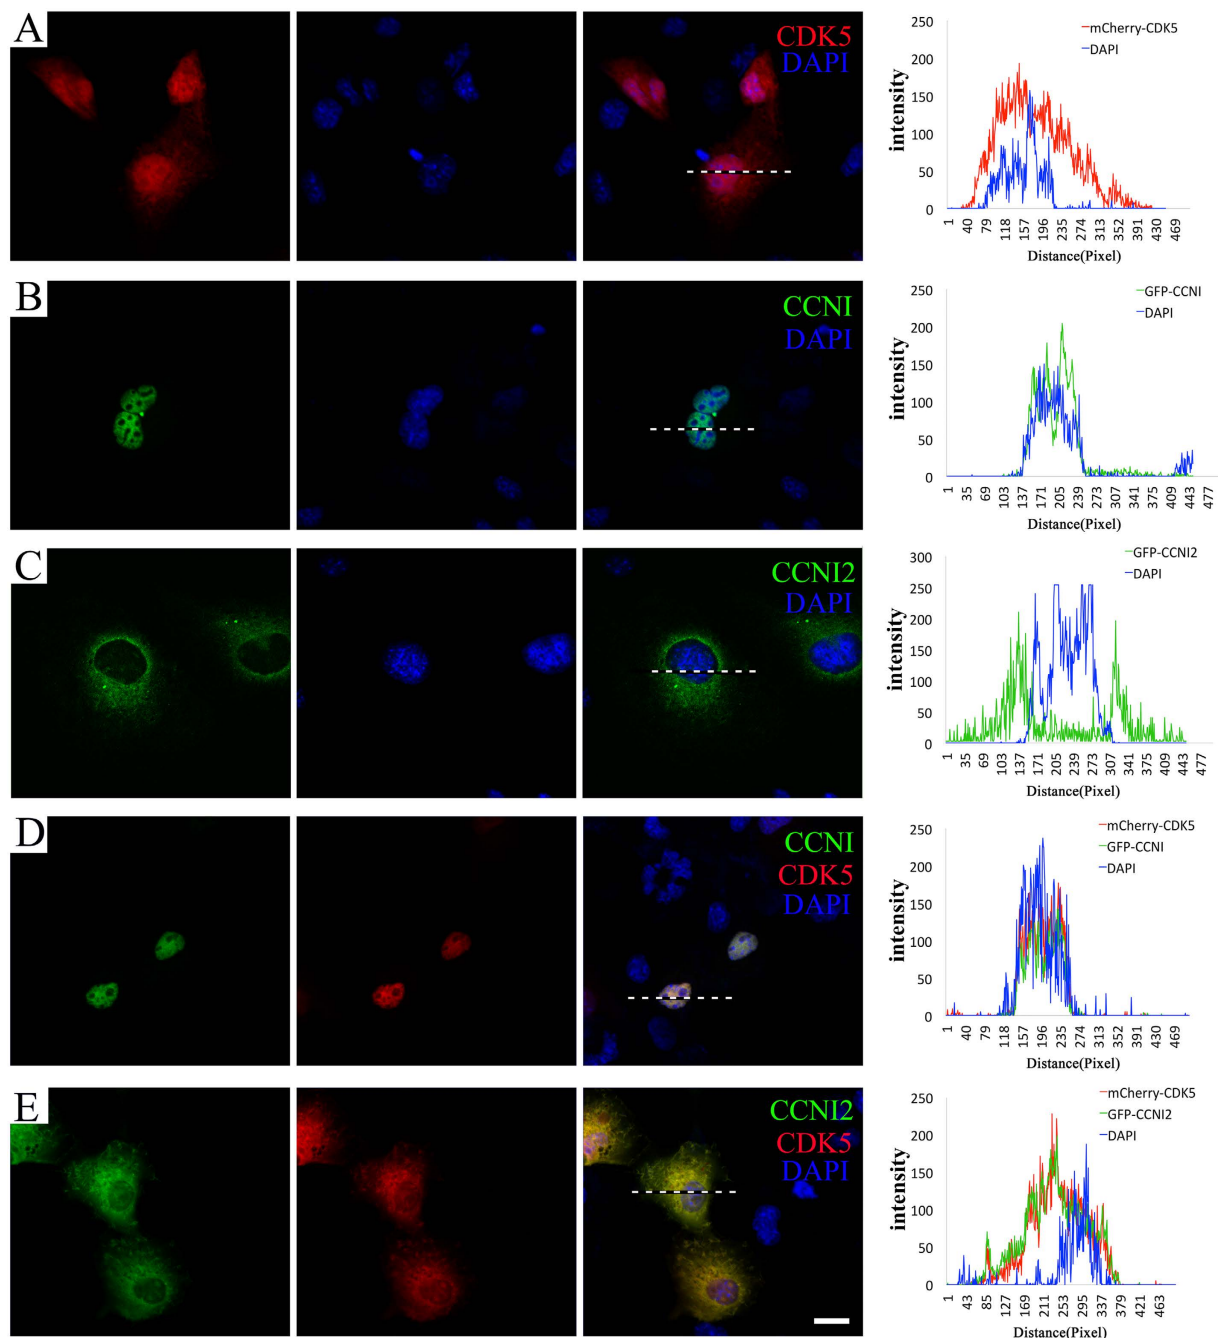 A
CDK5
DAPI
mCherry-CDK5
DAPI
intensity
250
200
150
100
50
0
1 40 79 118 157 196 235 274 313 352 391 430 469
Distance(Pixel)
B
CCNI
DAPI
GFP-CCNI
DAPI
intensity
250
200
150
100
50
0
1 35 69 103 137 171 205 239 273 307 341 375 409 443 477
Distance(Pixel)
C
CCNI2
DAPI
GFP-CCNI2
DAPI
intensity
300
250
200
150
100
50
0
1 35 69 103 137 171 205 239 273 307 341 375 409 443 477
Distance(Pixel)
D
CCNI
CDK5
DAPI
mCherry-CDK5
GFP-CCNI
DAPI
intensity
250
200
150
100
50
0
1 40 79 118 157 196 235 274 313 352 391 430 469
Distance(Pixel)
E
CCNI2
CDK5
DAPI
mCherry-CDK5
GFP-CCNI2
DAPI
intensity
250
200
150
100
50
0
1 43 85 127 169 211 253 295 337 379 421 463
Distance(Pixel)